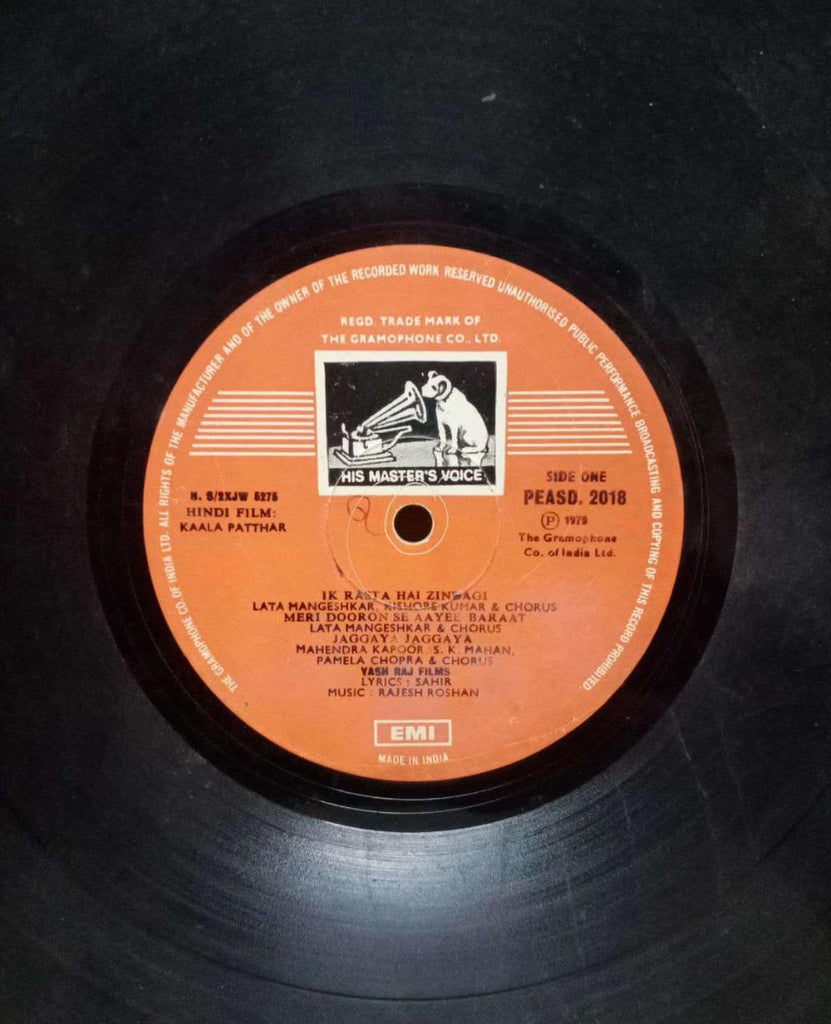 THE GRAMOPHONE CO. OF INDIA LTD. ALL RIGHTS OF THE MANUFACTURER AND OF THE OWNER OF THE RECORDED WORK RESERVED UNAUTHORISED PUBLIC PERFORMANCE BROADCASTING AND COPYING OF THIS RECORD PROHIBITED
REGD. TRADE MARK OF
THE GRAMOPHONE CO., LTD.
HIS MASTER'S VOICE
N. S/2XJW 5275
HINDI FILM:
KAALA PATTHAR
SIDE ONE
PEASD. 2018
Ⓟ 1979
The Gramophone
Co. of India Ltd.
2
IK RASTA HAI ZINDAGI
LATA MANGESHKAR, KISHORE KUMAR & CHORUS
MERI DOORON SE AAYEE BARAAT
LATA MANGESHKAR & CHORUS
JAGGAYA JAGGAYA
MAHENDRA KAPOOR, S. K. MAHAN,
PAMELA CHOPRA & CHORUS
YASH RAJ FILMS
LYRICS : SAHIR
MUSIC : RAJESH ROSHAN
EMI
MADE IN INDIA